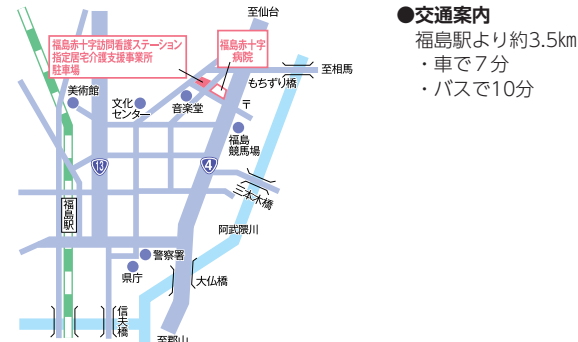 至仙台
福島赤十字訪問看護ステーション
指定居宅介護支援事業所
駐車場
福島赤十字
病院
至相馬
もちずり橋
美術館
文化
センター
音楽堂
〒
福島
競馬場
13
4
三本木橋
福島駅
阿武隈川
警察署
県庁
大仏橋
信夫橋
至郡山
●交通案内
福島駅より約3.5㎞
・車で７分
・バスで10分